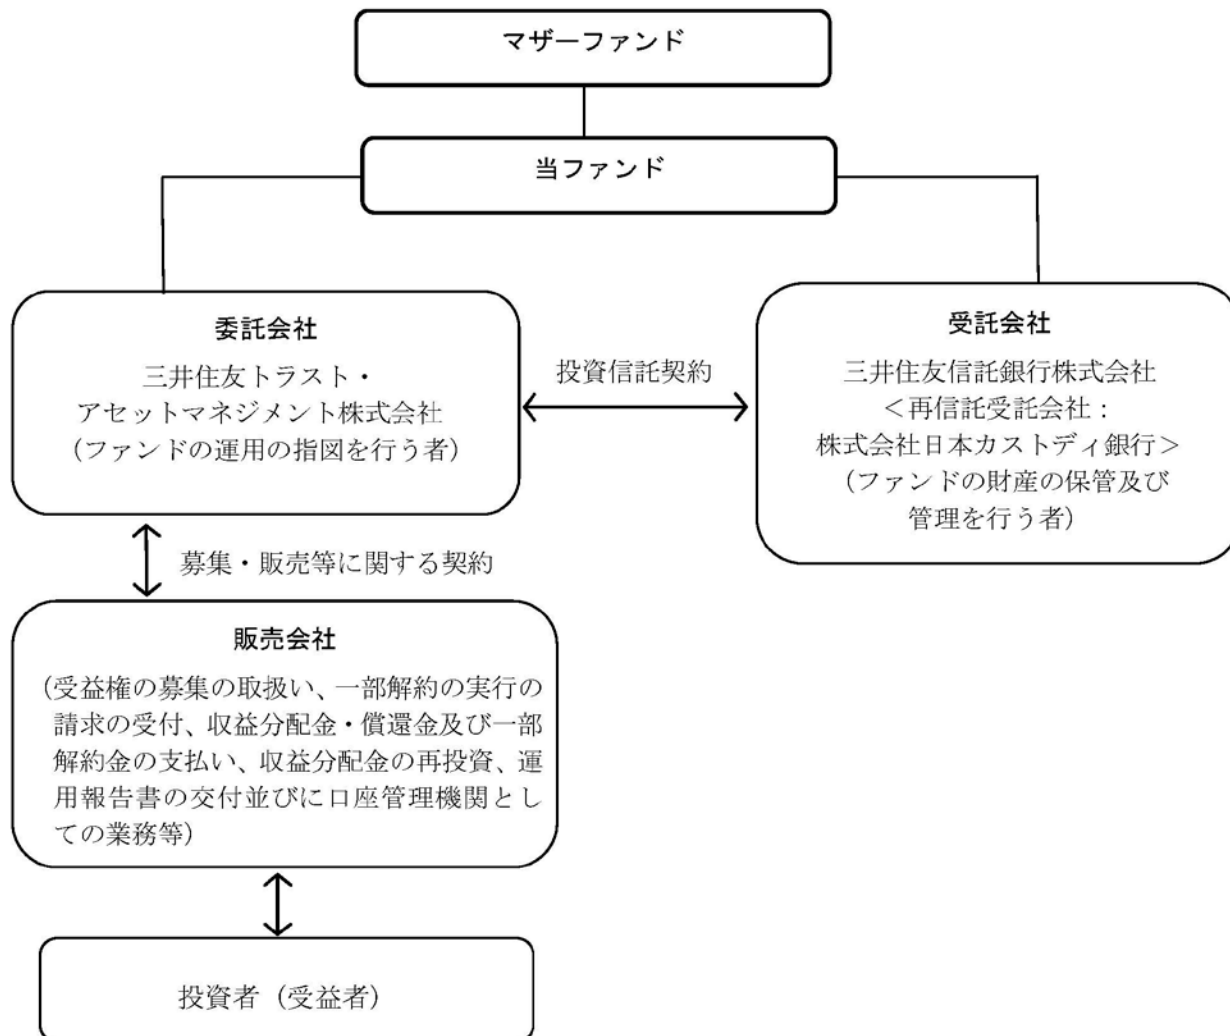 マザーファンド
当ファンド
委託会社
三井住友トラスト・
アセットマネジメント株式会社
（ファンドの運用の指図を行う者）
投資信託契約
受託会社
三井住友信託銀行株式会社
＜再信託受託会社：
株式会社日本カストディ銀行＞
（ファンドの財産の保管及び
管理を行う者）
募集・販売等に関する契約
販売会社
（受益権の募集の取扱い、一部解約の実行の
請求の受付、収益分配金・償還金及び一部
解約金の支払い、収益分配金の再投資、運
用報告書の交付並びに口座管理機関とし
ての業務等）
投資者（受益者）